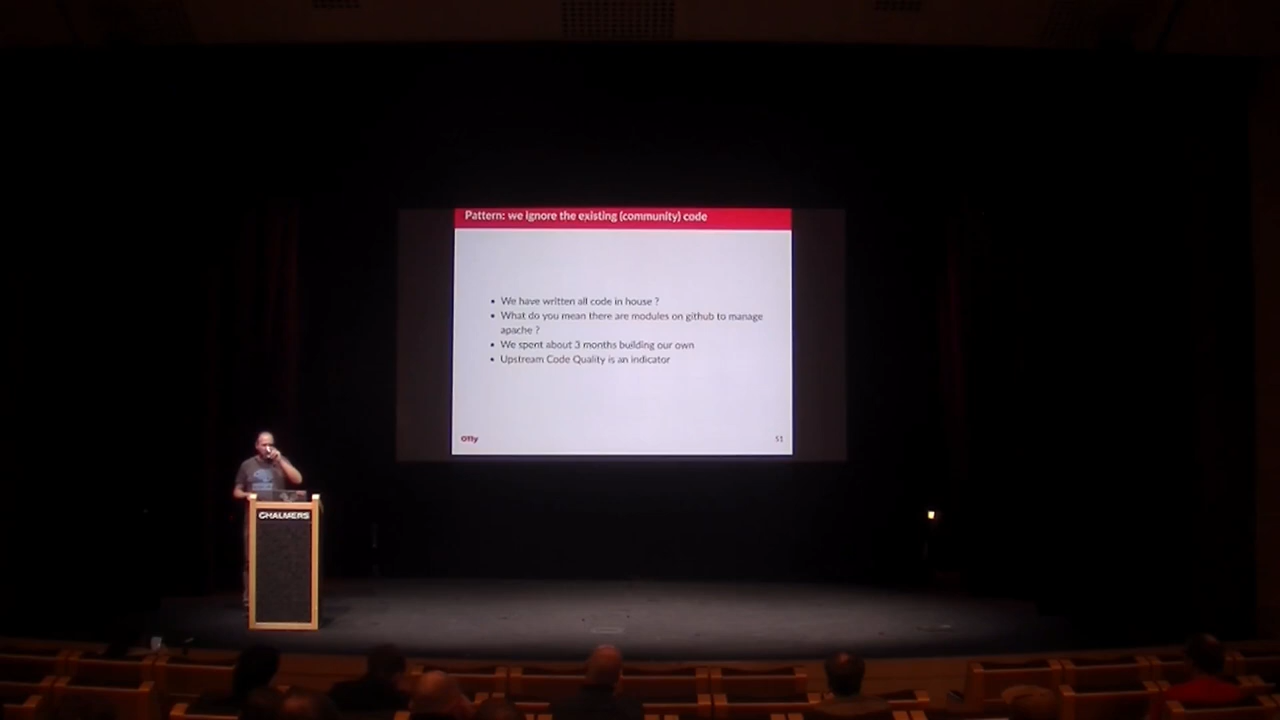 Pattern: we ignore the existing (community) code
• We have written all code in house ?
• What do you mean there are modules on github to manage
apache ?
• We spent about 3 months building our own
• Upstream Code Quality is an indicator
O11y
51
CHALMERS